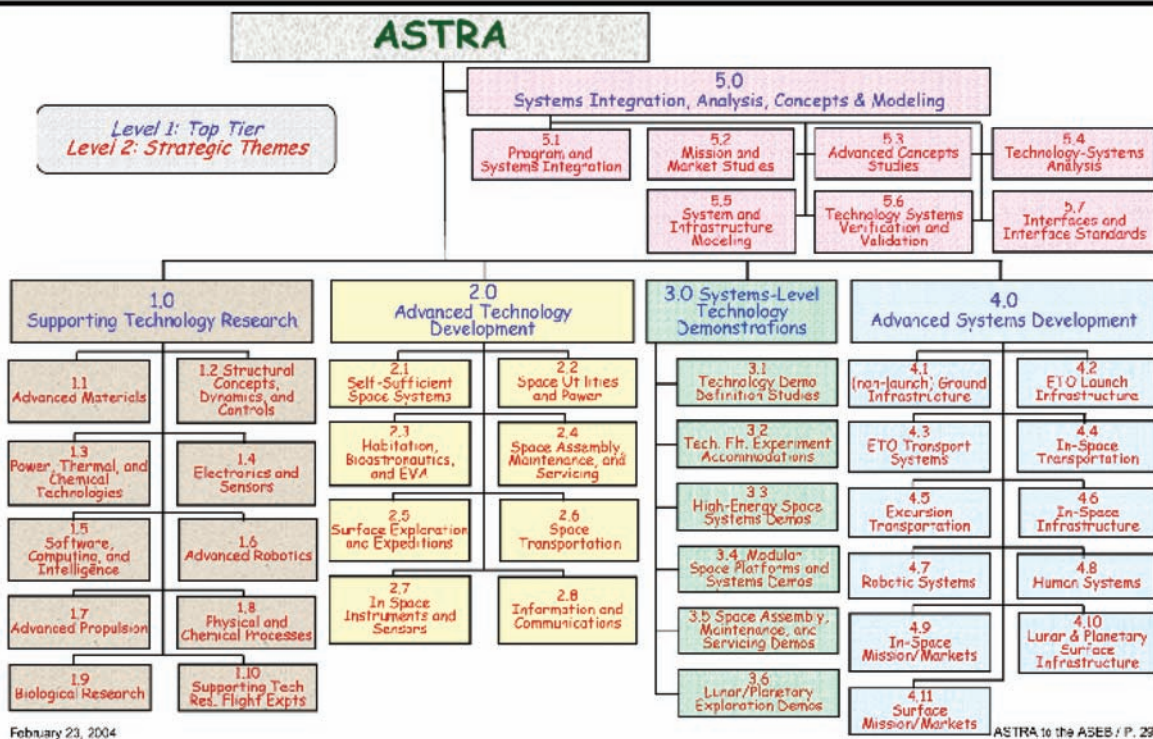 ASTRA
5.0
Systems Integration, Analysis, Concepts & Modeling
Level 1: Top Tier
Level 2: Strategic Themes
5.1
Program and
Systems Integration
5.2
Mission and
Market Studies
5.3
Advanced Concepts
Studies
5.4
Technology-Systems
Analysis
5.5
System and
Infrastructure
Modeling
5.6
Technology Systems
Verification and
Validation
5.7
Interfaces and
Interface Standards
1.0
Supporting Technology Research
1.1
Advanced Materials
1.2 Structural
Concepts,
Dynamics, and
Controls
1.3
Power, Thermal, and
Chemical
Technologies
1.4
Electronics and
Sensors
1.5
Software,
Computing, and
Intelligence
1.6
Advanced Robotics
1.7
Advanced Propulsion
1.8
Physical and
Chemical Processes
1.9
Biological Research
1.10
Supporting Tech
Res. Flight Expts
2.0
Advanced Technology
Development
2.1
Self-Sufficient
Space Systems
2.2
Space Utilities
and Power
2.3
Habitation,
Bioastronautics,
and EVA
2.4
Space Assembly,
Maintenance, and
Servicing
2.5
Surface Exploration
and Expeditions
2.6
Space
Transportation
2.7
In Space
Instruments and
Sensors
2.8
Information and
Communications
3.0 Systems-Level
Technology
Demonstrations
3.1
Technology Demo
Definition Studies
3.2
Tech. Flt. Experiment
Accommodations
3.3
High-Energy Space
Systems Demos
3.4 Modular
Space Platforms and
Systems Demos
3.5 Space Assembly,
Maintenance, and
Servicing Demos
3.6
Lunar/Planetary
Exploration Demos
4.0
Advanced Systems Development
4.1
(non-launch) Ground
Infrastructure
4.2
ETO Launch
Infrastructure
4.3
ETO Transport
Systems
4.4
In-Space
Transportation
4.5
Excursion
Transportation
4.6
In-Space
Infrastructure
4.7
Robotic Systems
4.8
Human Systems
4.9
In-Space
Mission/Markets
4.10
Lunar & Planetary
Surface
Infrastructure
4.11
Surface
Mission/Markets
February 23, 2004
ASTRA to the ASEB / P. 29